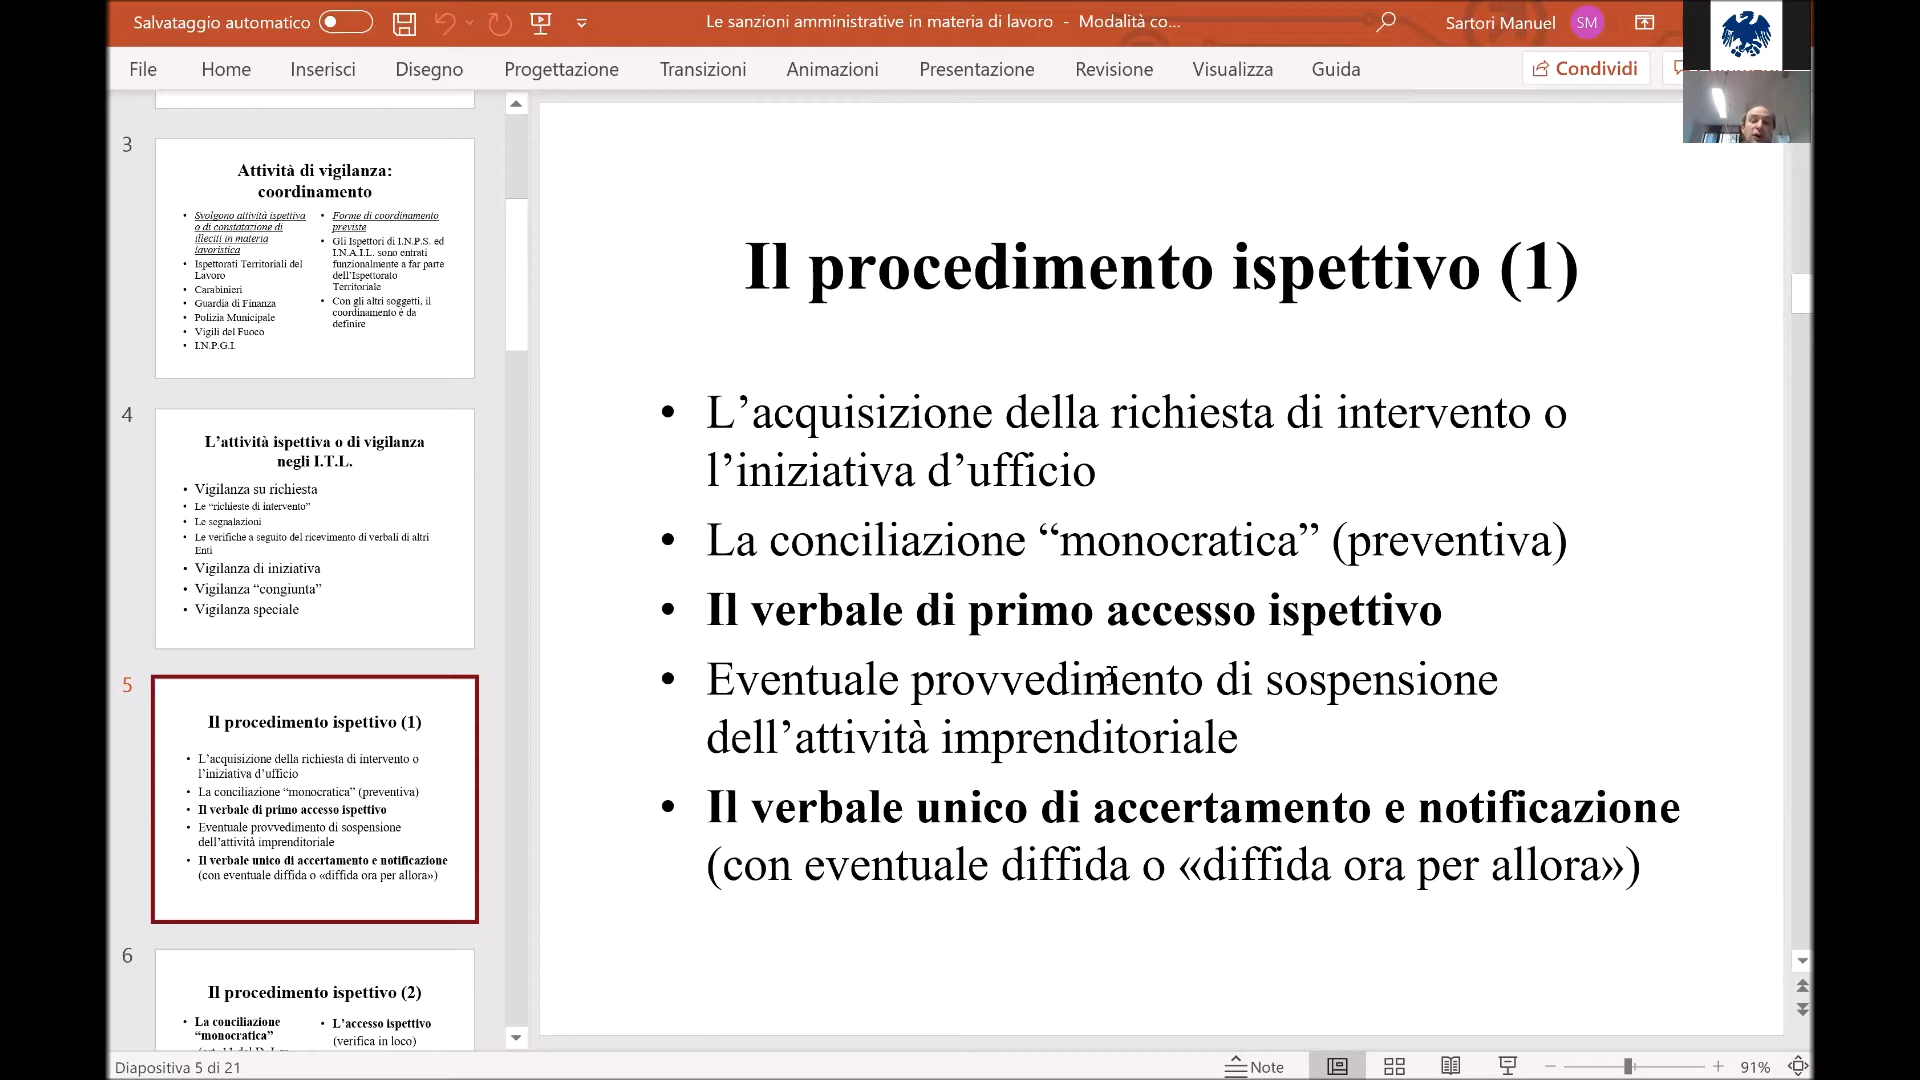 Salvataggio automatico
Le sanzioni amministrative in materia di lavoro - Modalità co...
Sartori Manuel
SM
File Home Inserisci Disegno Progettazione Transizioni Animazioni Presentazione Revisione Visualizza Guida
Condividi
3
Attività di vigilanza:
coordinamento
• Svolgono attività ispettiva
o di constatazione di
illeciti in materia
lavoristica
• Ispettorati Territoriali del
Lavoro
• Carabinieri
• Guardia di Finanza
• Polizia Municipale
• Vigili del Fuoco
• I.N.P.G.I.
• Forme di coordinamento
previste
• Gli Ispettori di I.N.P.S. ed
I.N.A.I.L. sono entrati
funzionalmente a far parte
dell’Ispettorato
Territoriale
• Con gli altri soggetti, il
coordinamento è da
definire
4
L’attività ispettiva o di vigilanza
negli I.T.L.
• Vigilanza su richiesta
• Le “richieste di intervento”
• Le segnalazioni
• Le verifiche a seguito del ricevimento di verbali di altri
Enti
• Vigilanza di iniziativa
• Vigilanza “congiunta”
• Vigilanza speciale
5
Il procedimento ispettivo (1)
• L’acquisizione della richiesta di intervento o
l’iniziativa d’ufficio
• La conciliazione “monocratica” (preventiva)
• Il verbale di primo accesso ispettivo
• Eventuale provvedimento di sospensione
dell’attività imprenditoriale
• Il verbale unico di accertamento e notificazione
(con eventuale diffida o «diffida ora per allora»)
6
Il procedimento ispettivo (2)
• La conciliazione
“monocratica”
• L’accesso ispettivo
(verifica in loco)
Il procedimento ispettivo (1)
• L’acquisizione della richiesta di intervento o
l’iniziativa d’ufficio
• La conciliazione “monocratica” (preventiva)
• Il verbale di primo accesso ispettivo
• Eventuale provvedimento di sospensione
dell’attività imprenditoriale
• Il verbale unico di accertamento e notificazione
(con eventuale diffida o «diffida ora per allora»)
Diapositiva 5 di 21
Note
91%